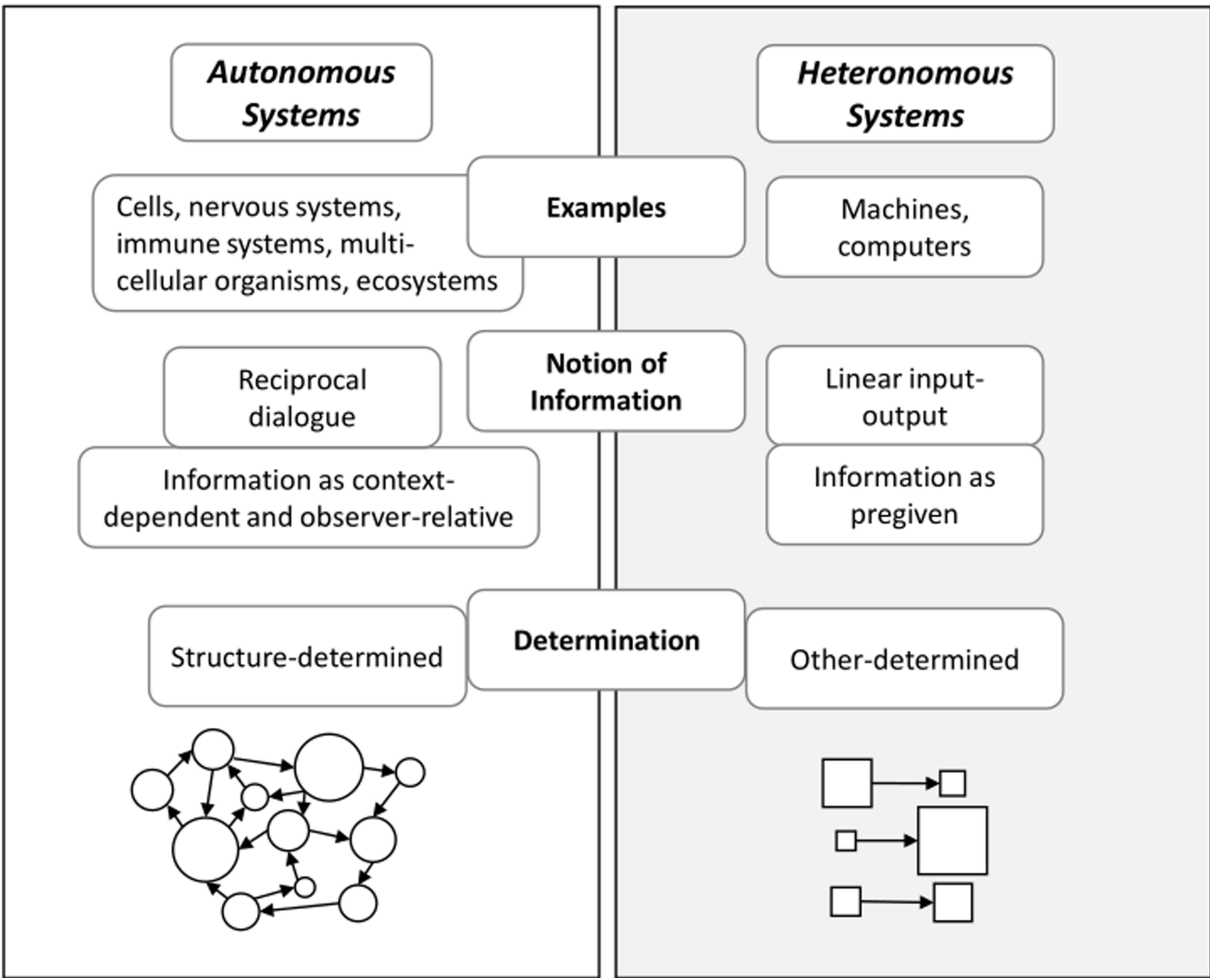 Autonomous
Systems
Heteronomous
Systems
Cells, nervous systems,
immune systems, multi-
cellular organisms, ecosystems
Examples
Machines,
computers
Reciprocal
dialogue
Notion of
Information
Linear input-
output
Information as context-
dependent and observer-relative
Information as
pregiven
Structure-determined
Determination
Other-determined